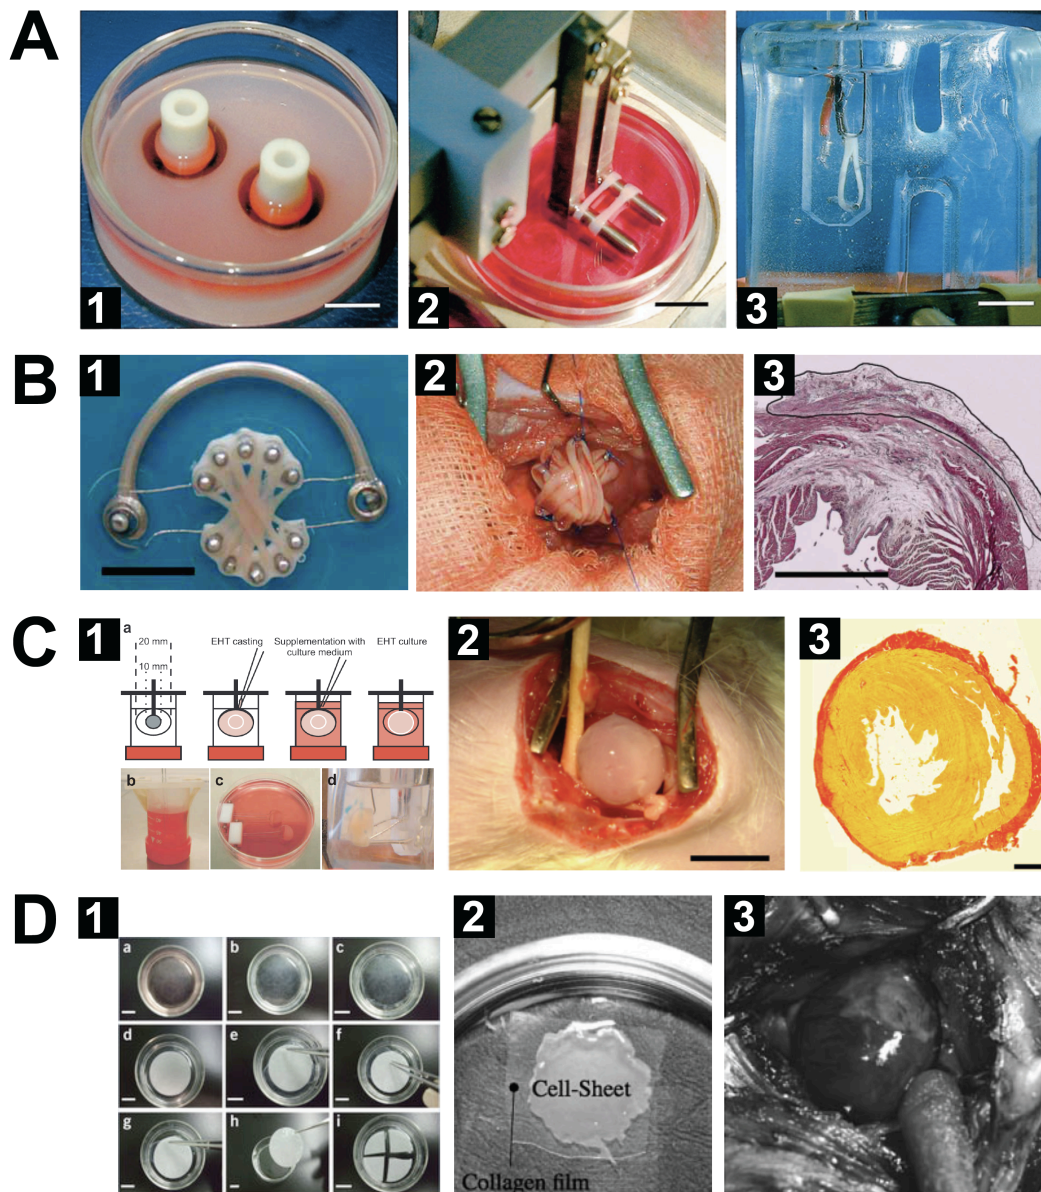 A
1
2
3
B
1
2
3
C
1
a
20 mm
10 mm
EHT casting
Supplementation with
culture medium
EHT culture
b
c
d
2
3
D
1
a
b
c
d
e
f
g
h
i
2
Cell-Sheet
Collagen film
3